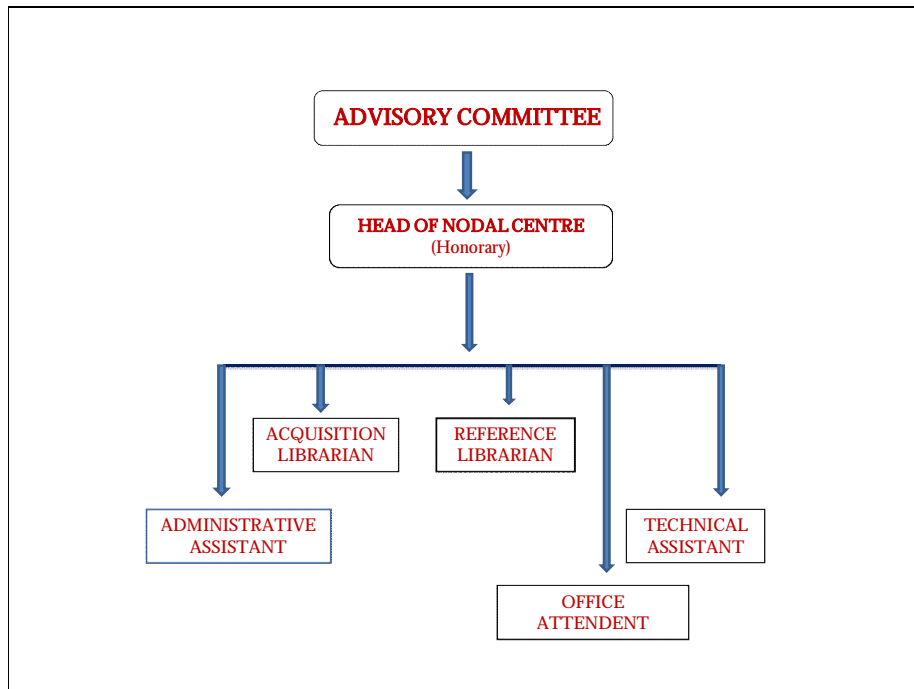 ADVISORY COMMITTEE
HEAD OF NODAL CENTRE
(Honorary)
ACQUISITION
LIBRARIAN
REFERENCE
LIBRARIAN
ADMINISTRATIVE
ASSISTANT
TECHNICAL
ASSISTANT
OFFICE
ATTENDENT